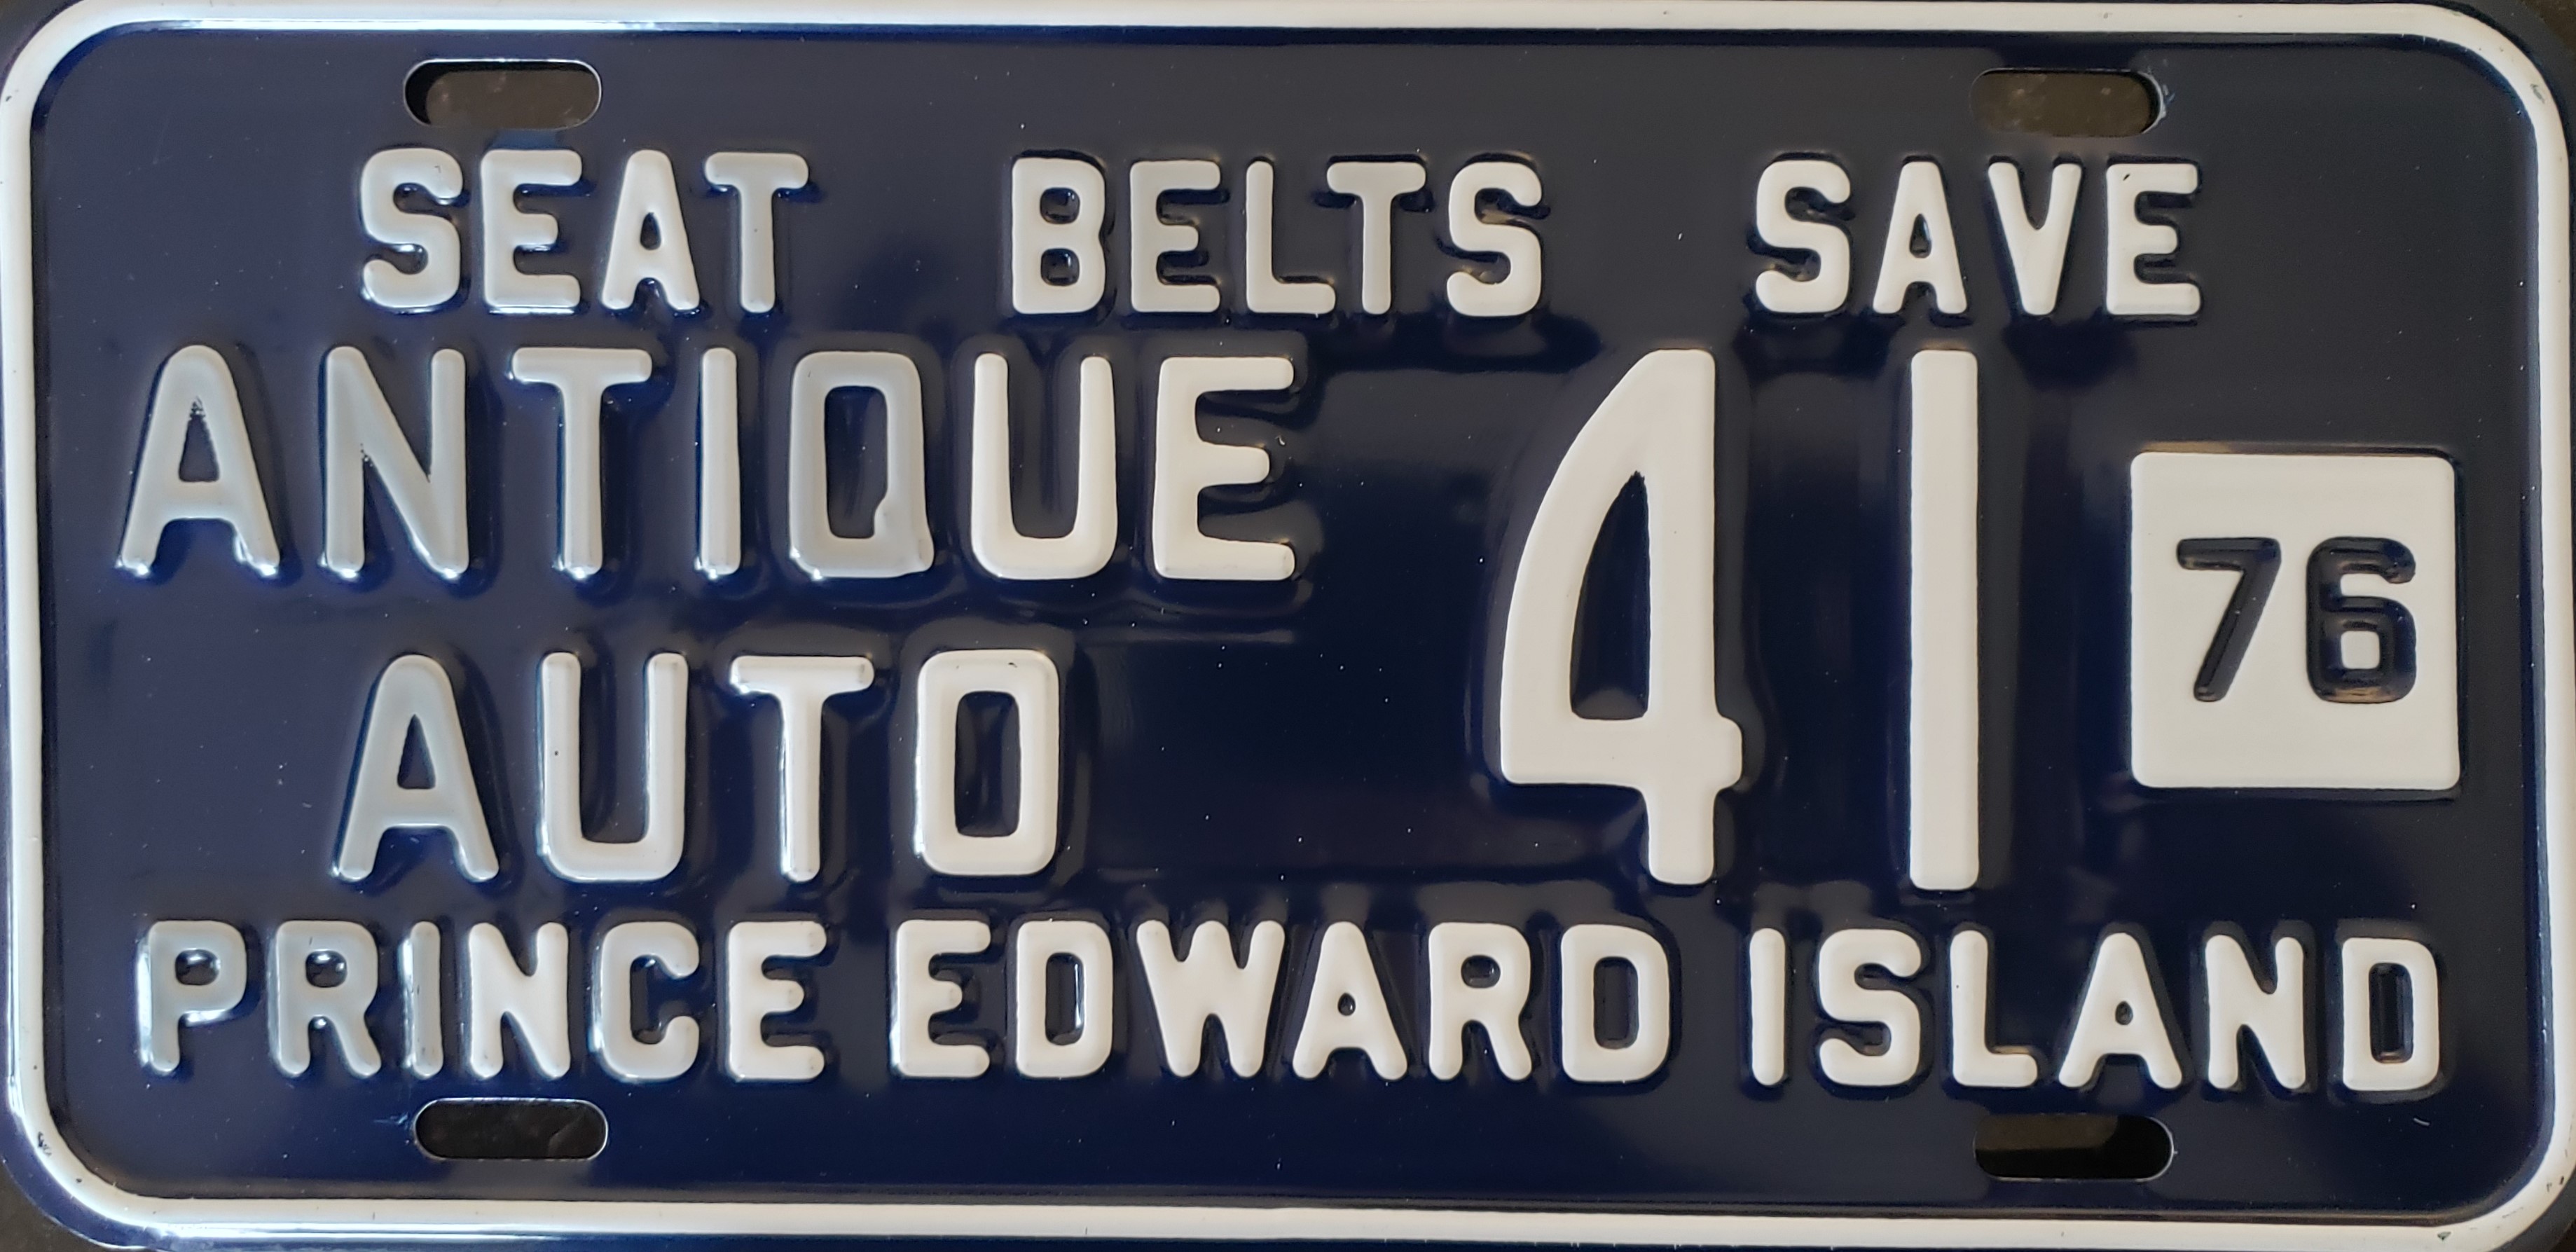 SEAT BELTS SAVE
ANTIQUE 41 76
AUTO
PRINCE EDWARD ISLAND